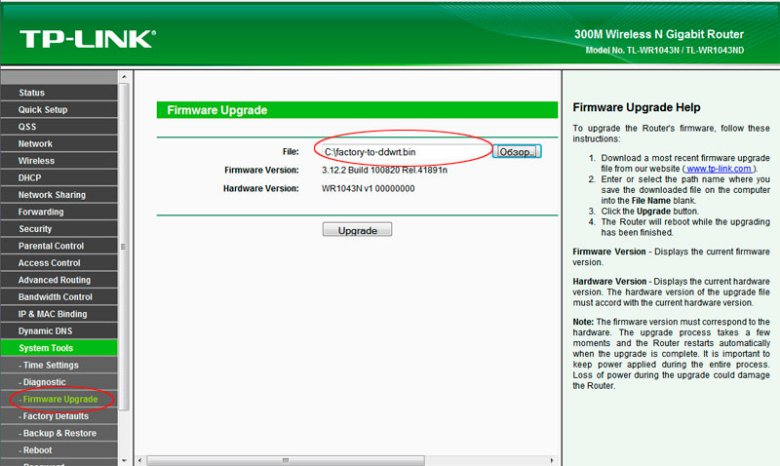 TP-LINK®
300M Wireless N Gigabit Router
Model No. TL-WR1043N / TL-WR1043ND
Status
Quick Setup
QSS
Network
Wireless
DHCP
Network Sharing
Forwarding
Security
Parental Control
Access Control
Advanced Routing
Bandwidth Control
IP & MAC Binding
Dynamic DNS
System Tools
- Time Settings
- Diagnostic
- Firmware Upgrade
- Factory Defaults
- Backup & Restore
- Reboot
- Password
Firmware Upgrade
File: C:\factory-to-ddwrt.bin Обзор..
Firmware Version: 3.12.2 Build 100820 Rel.41891n
Hardware Version: WR1043N v1 00000000
Upgrade
Firmware Upgrade Help
To upgrade the Router's firmware, follow these
instructions:
1. Download a most recent firmware upgrade
file from our website ( www.tp-link.com ).
2. Enter or select the path name where you
save the downloaded file on the computer
into the File Name blank.
3. Click the Upgrade button.
4. The Router will reboot while the upgrading
has been finished.
Firmware Version - Displays the current firmware
version.
Hardware Version - Displays the current hardware
version. The hardware version of the upgrade file
must accord with the current hardware version.
Note: The firmware version must correspond to the
hardware. The upgrade process takes a few
moments and the Router restarts automatically
when the upgrade is complete. It is important to
keep power applied during the entire process.
Loss of power during the upgrade could damage
the Router.